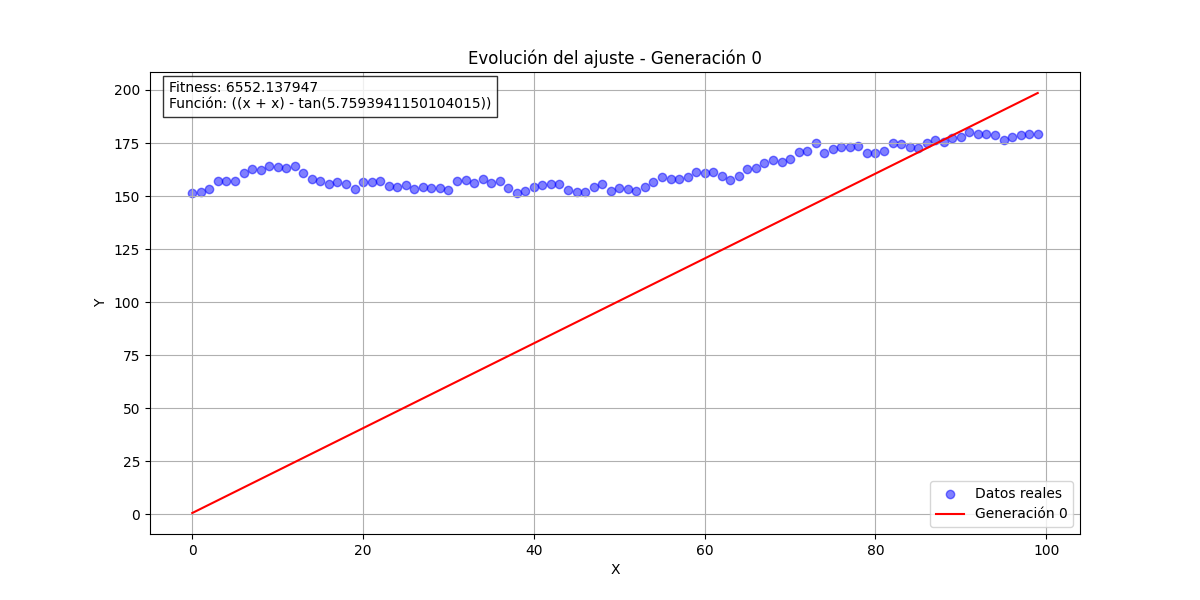 Evolución del ajuste - Generación 0
Fitness: 6552.137947
Función: ((x + x) - tan(5.7593941150104015))
200
175
150
125
100
75
50
25
0
Y
0 20 40 60 80 100
X
Datos reales
Generación 0